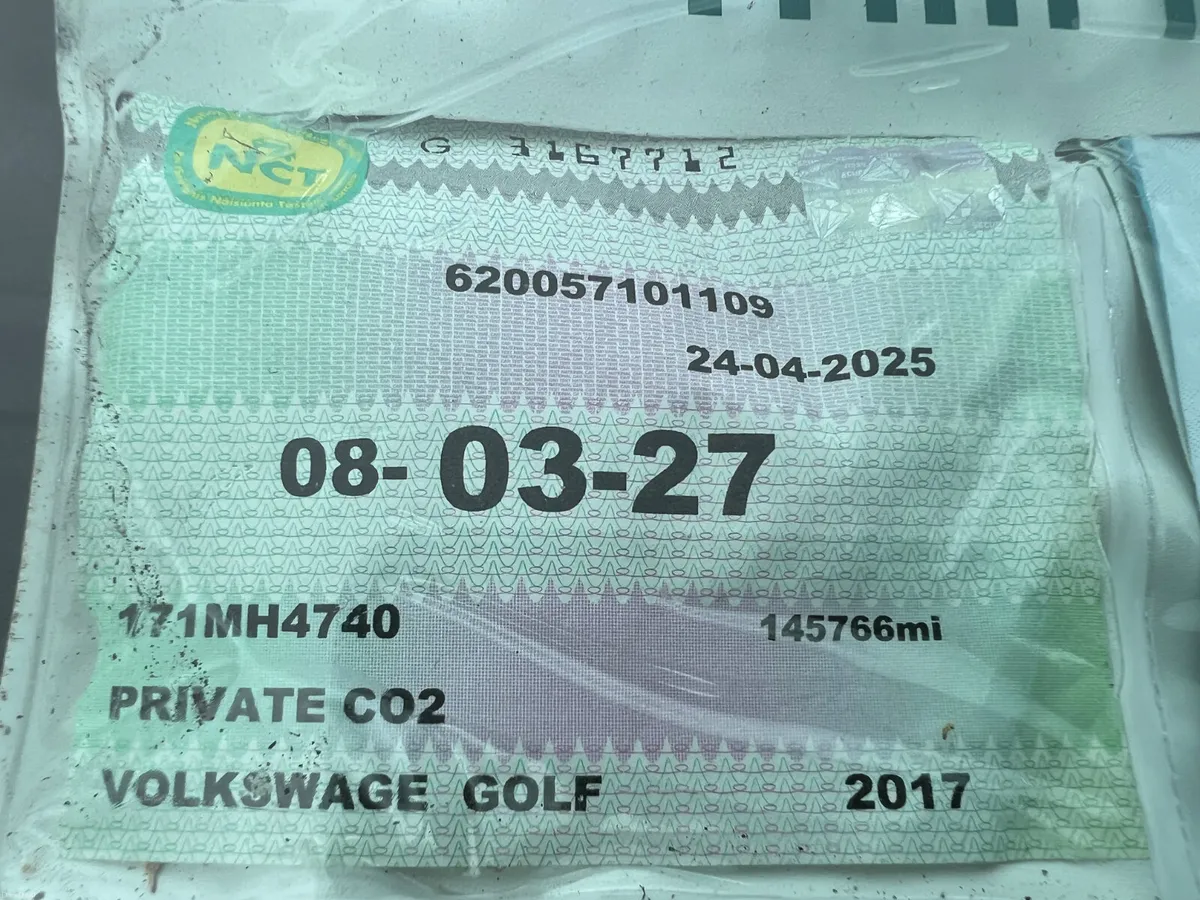 NCT
G 3167712
620057101109
24-04-2025
08-03-27
171MH4740 145766mi
PRIVATE CO2
VOLKSWAGE GOLF 2017